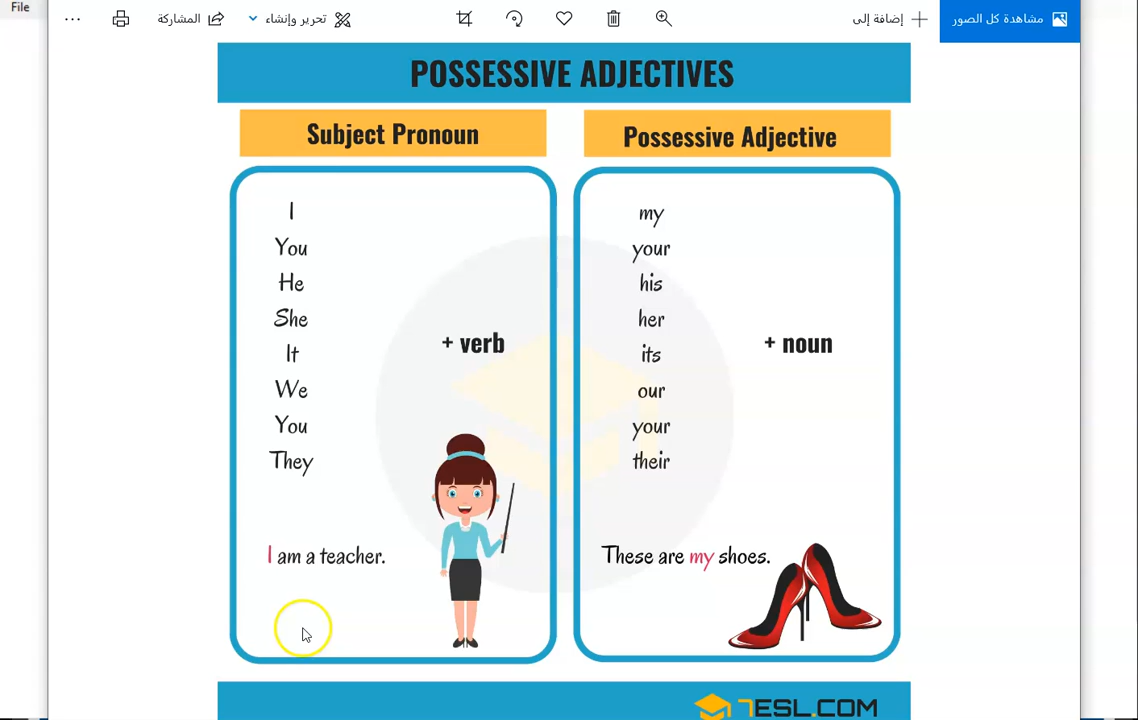 File
... المشاركة تحرير وإنشاء إضافة إلى مشاهدة كل الصور
POSSESSIVE ADJECTIVES
Subject Pronoun
I
You
He
She
It
We
You
They
+ verb
I am a teacher.
Possessive Adjective
my
your
his
her
its
our
your
their
+ noun
These are my shoes.
7ESL.COM